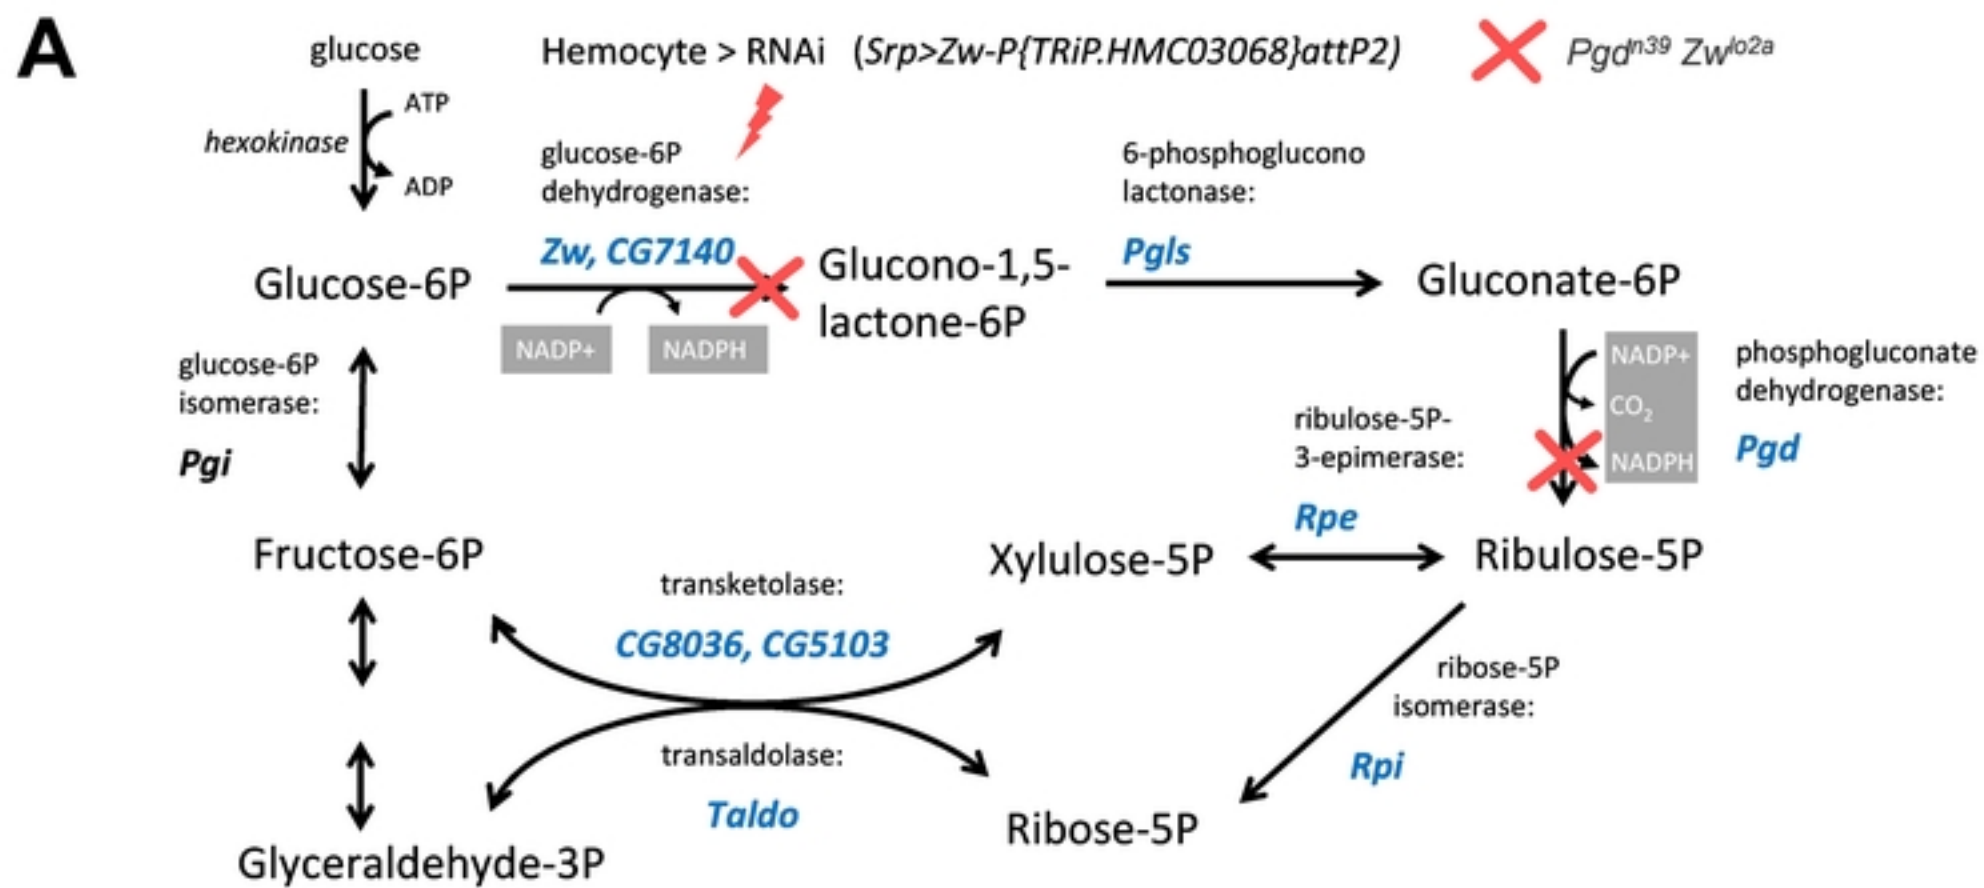 A
glucose
Hemocyte > RNAi (Srp>Zw-P{TRiP.HMC03068}attP2)
Pgdⁿ³⁹ Zwˡᵒ²ᵃ
ATP
hexokinase
ADP
glucose-6P
dehydrogenase:
Zw, CG7140
6-phosphoglucono
lactonase:
Pgls
Glucose-6P
Glucono-1,5-
lactone-6P
Gluconate-6P
NADP+
NADPH
glucose-6P
isomerase:
Pgi
NADP+
CO₂
NADPH
phosphogluconate
dehydrogenase:
Pgd
ribulose-5P-
3-epimerase:
Rpe
Fructose-6P
Xylulose-5P
Ribulose-5P
transketolase:
CG8036, CG5103
ribose-5P
isomerase:
Rpi
transaldolase:
Taldo
Ribose-5P
Glyceraldehyde-3P